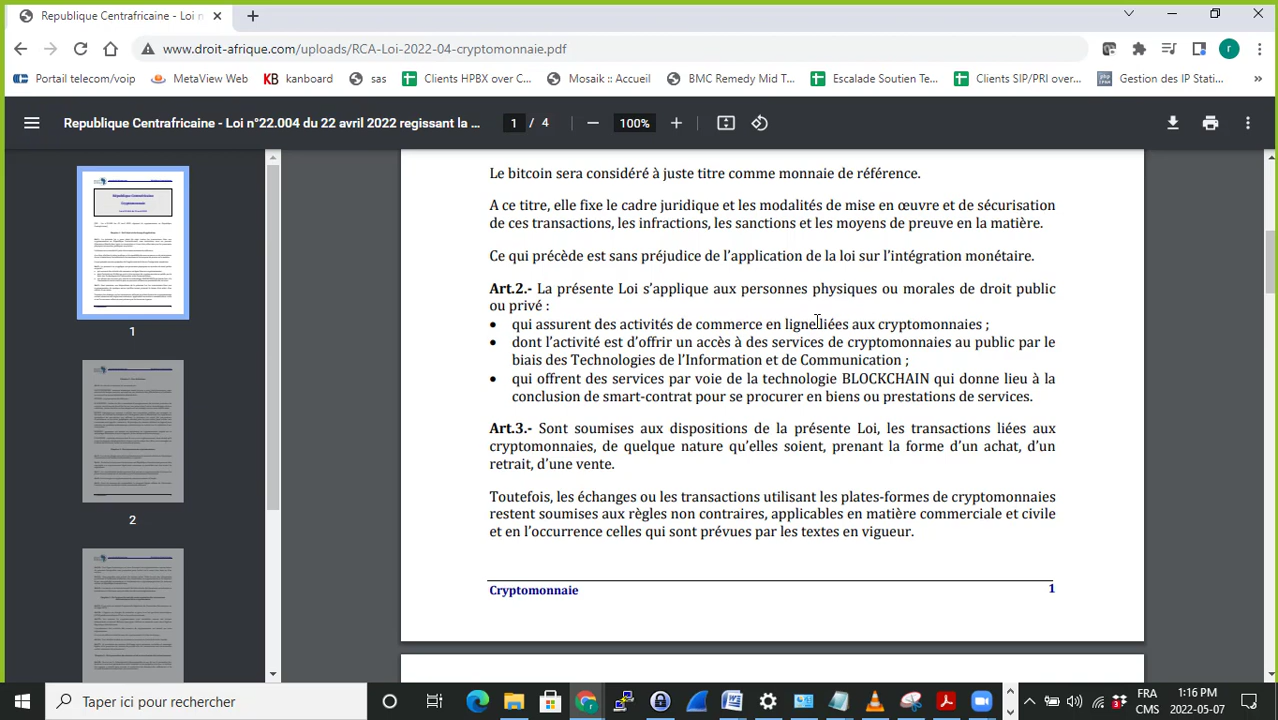 Republique Centrafricaine - Loi n
www.droit-afrique.com/uploads/RCA-Loi-2022-04-cryptomonnaie.pdf
r
Portail telecom/voip
MetaView Web
KB kanboard
sas
Clients HPBX over C...
Mosaik :: Accueil
BMC Remedy Mid T...
Escalade Soutien Te...
Clients SIP/PRI over...
Gestion des IP Stati...
»
Republique Centrafricaine - Loi n°22.004 du 22 avril 2022 regissant la ...
1 / 4
100%
Le bitcoin sera considéré à juste titre comme monnaie de référence.
A ce titre, elle fixe le cadre juridique et les modalités de mise en œuvre et de sécurisation
de ces transactions, les infractions, les sanctions et les moyens de preuve en la matière.
Ce qui precons est sans préjudice de l'application de la loi sur l'intégration monétaire.
Art.2.- La présente Loi s'applique aux personnes physiques ou morales de droit public
ou privé :
• qui assurent des activités de commerce en ligne liées aux cryptomonnaies ;
• dont l'activité est d'offrir un accès à des services de cryptomonnaies au public par le
biais des Technologies de l'Information et de Communication ;
• qui offrent des services par voie de la technologie BLOCKCHAIN qui donne lieu à la
conclusion de smart-contrat pour se procurer en biens ou prestations de services.
Art.3.- Sont soumises aux dispositions de la présente Loi, les transactions liées aux
cryptomonnaies, de quelque nature qu'elles soient, prenant la forme d'un achat, d'un
retrait, d'une vente.
Toutefois, les échanges ou les transactions utilisant les plates-formes de cryptomonnaies
restent soumises aux règles non contraires, applicables en matière commerciale et civile
et en l'occurrence celles qui sont prévues par les textes en vigueur.
Cryptomonnaie 1
1
2
Taper ici pour rechercher
FRA
CMS
1:16 PM
2022-05-07